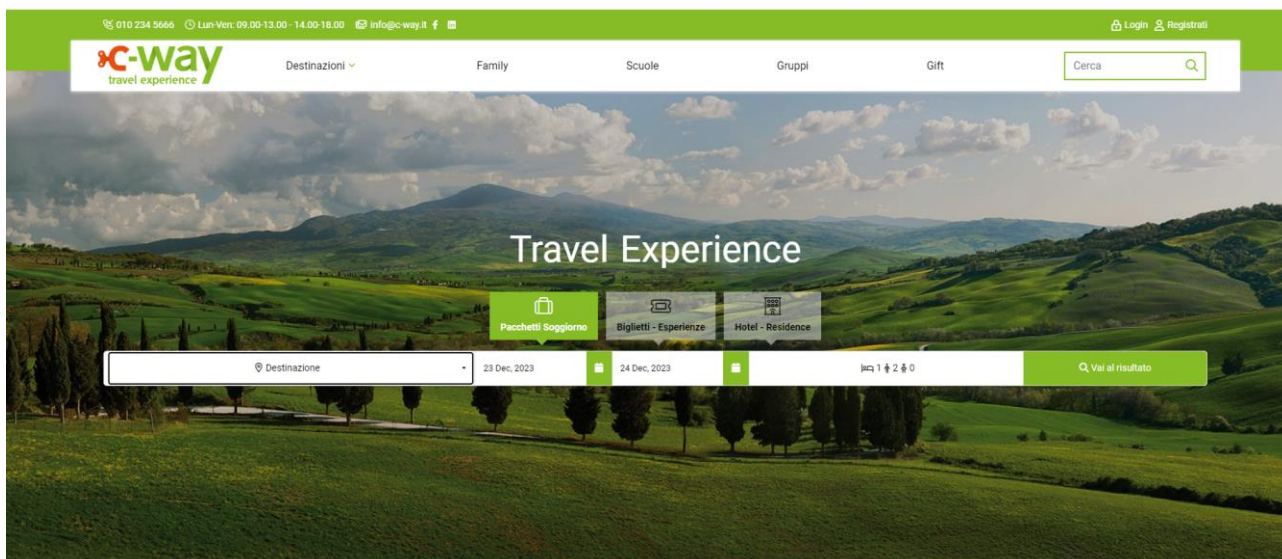 010 234 5666 Lun-Ven: 09.00-13.00 - 14.00-18.00 info@c-way.it Login Registrati
c-way
travel experience
Destinazioni Family Scuole Gruppi Gift Cerca
Travel Experience
Pacchetti Soggiorno Biglietti - Esperienze Hotel - Residence
Destinazione 23 Dec, 2023 24 Dec, 2023 1 2 0 Vai al risultato